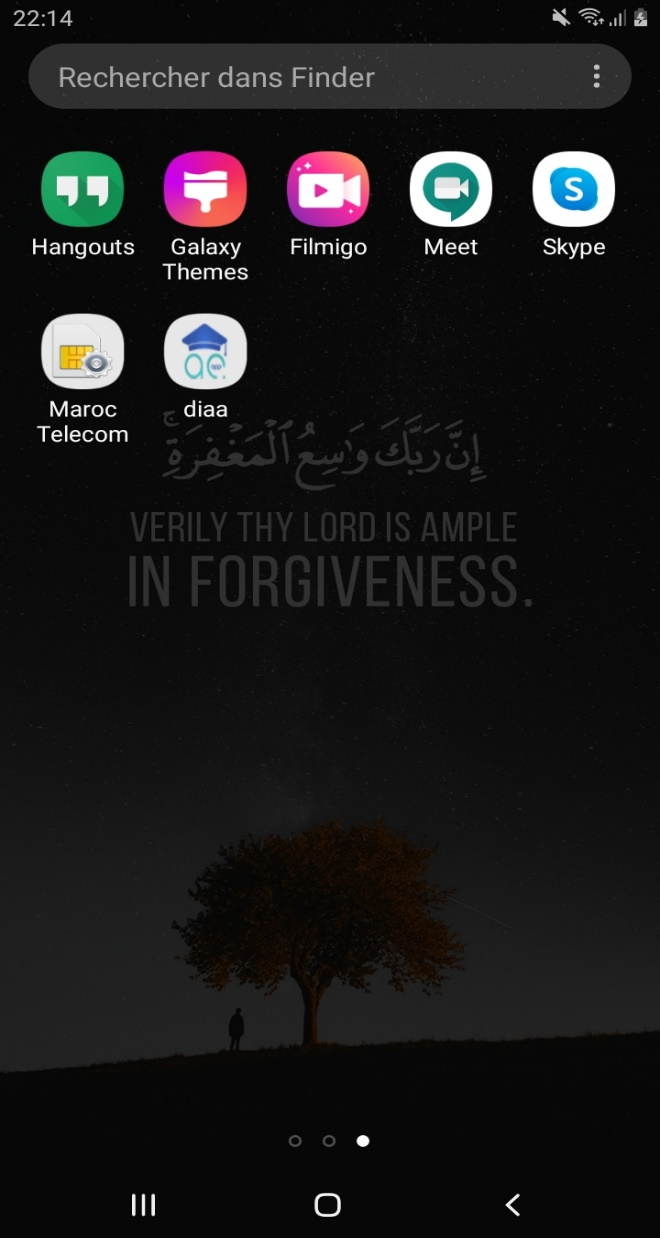 22:14
Rechercher dans Finder
Hangouts
Galaxy
Themes
Filmigo
Meet
Skype
Maroc
Telecom
diaa
إِنَّ رَبَّكَ وَاسِعُ الْمَغْفِرَةِ ۚ
VERILY THY LORD IS AMPLE
IN FORGIVENESS.